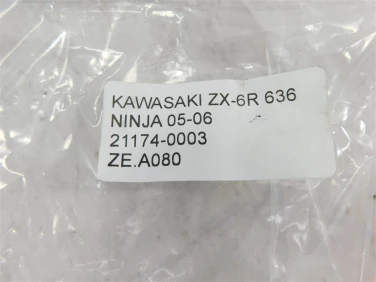 KAWASAKI ZX-6R 636
NINJA 05-06
21174-0003
ZE.A080